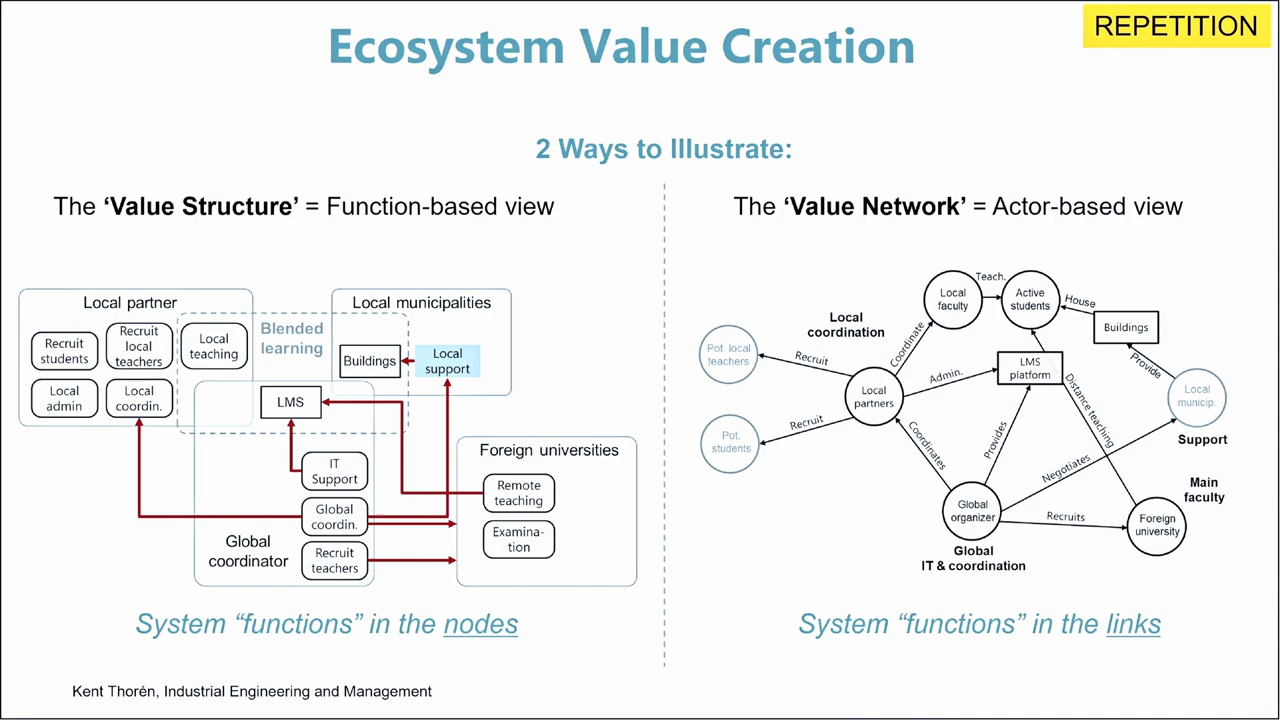 REPETITION
Ecosystem Value Creation
2 Ways to Illustrate:
The ‘Value Structure’ = Function-based view
Local partner
Recruit
students
Recruit
local
teachers
Local
teaching
Local
admin
Local
coordin.
Blended
learning
Local municipalities
Buildings
Local
support
LMS
IT
Support
Global
coordin.
Recruit
teachers
Global
coordinator
Foreign universities
Remote
teaching
Examina-
tion
System “functions” in the nodes
The ‘Value Network’ = Actor-based view
Teach.
Local
faculty
Active
students
House
Buildings
Local
coordination
Coordinate
Pot. local
teachers
Recruit
LMS
platform
Provide
Admin.
Local
partners
Distance teaching
Local
municip.
Recruit
Pot.
students
Support
Coordinates
Provides
Negotiates
Main
faculty
Global
organizer
Recruits
Foreign
university
Global
IT & coordination
System “functions” in the links
Kent Thorén, Industrial Engineering and Management